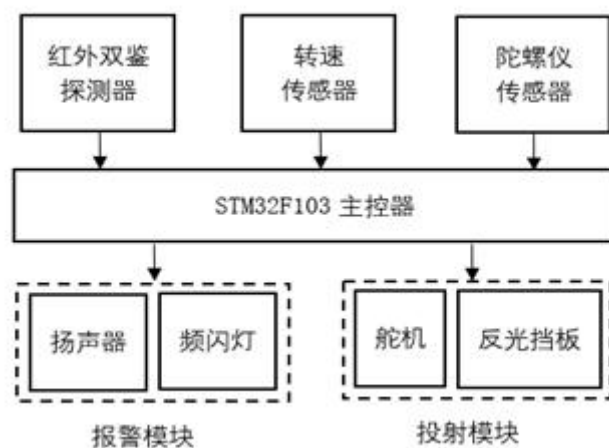 红外双鉴
探测器
转速
传感器
陀螺仪
传感器
STM32F103 主控器
扬声器
频闪灯
舵机
反光挡板
报警模块
投射模块